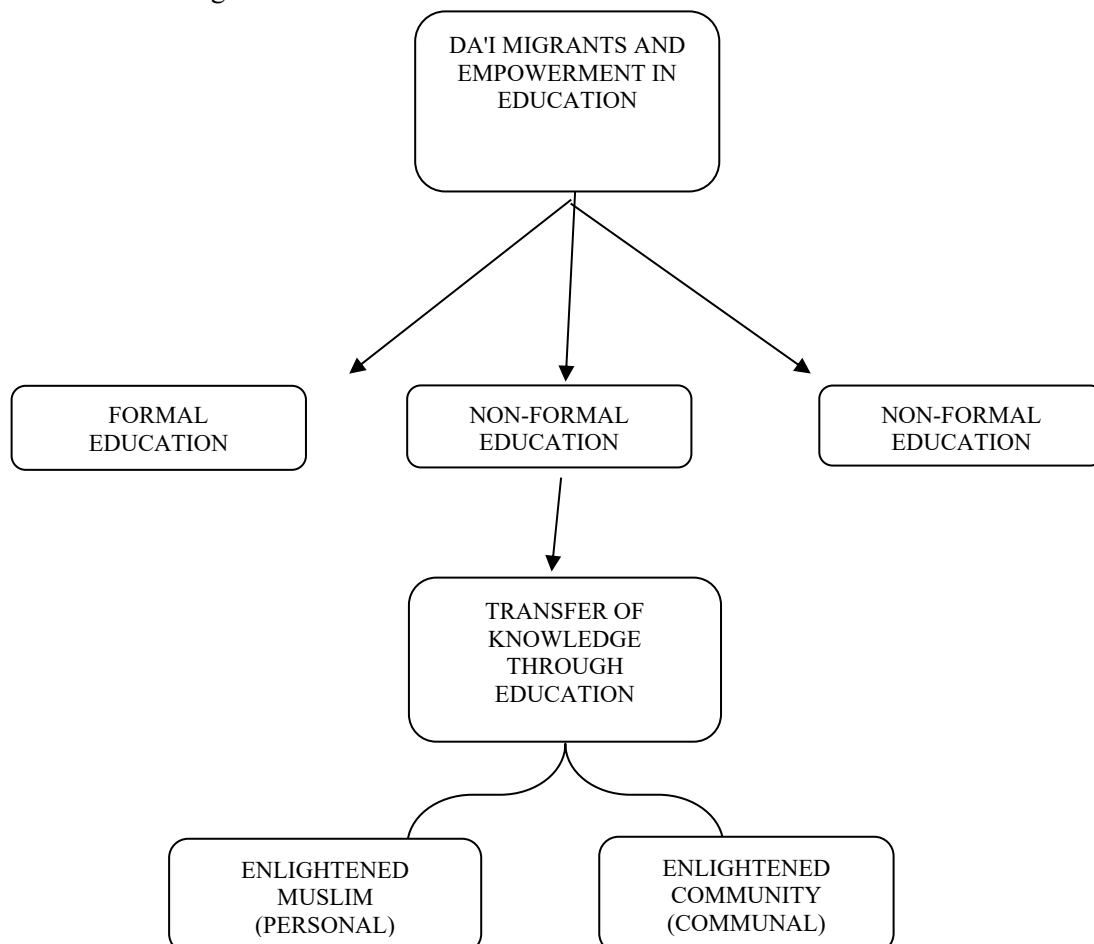 DA'I MIGRANTS AND
EMPOWERMENT IN
EDUCATION
FORMAL
EDUCATION
NON-FORMAL
EDUCATION
NON-FORMAL
EDUCATION
TRANSFER OF
KNOWLEDGE
THROUGH
EDUCATION
ENLIGHTENED
MUSLIM
(PERSONAL)
ENLIGHTENED
COMMUNITY
(COMMUNAL)